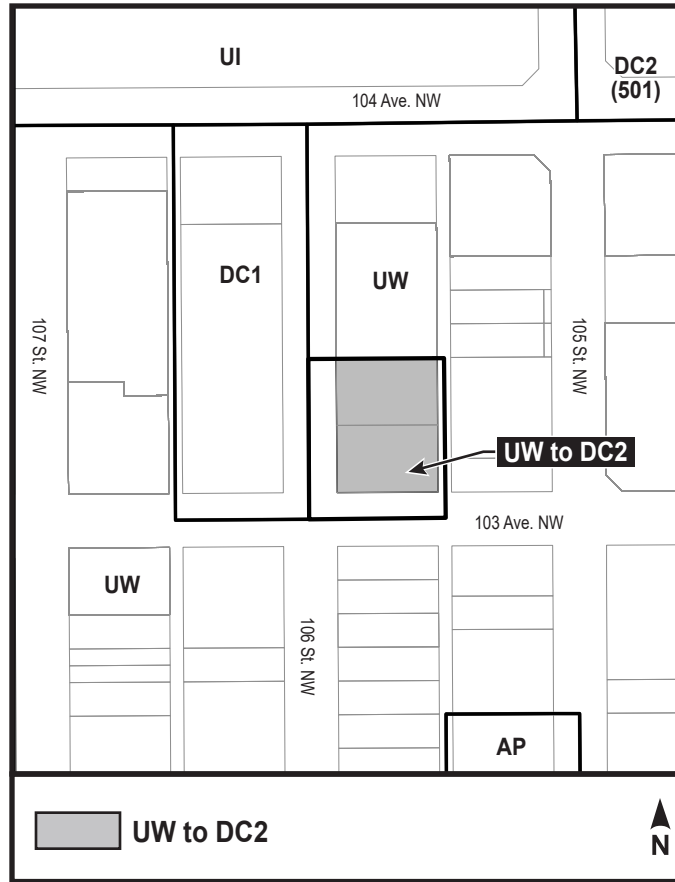 UI
DC2
(501)
104 Ave. NW
DC1
UW
107 St. NW
105 St. NW
UW to DC2
103 Ave. NW
UW
106 St. NW
AP
UW to DC2
N